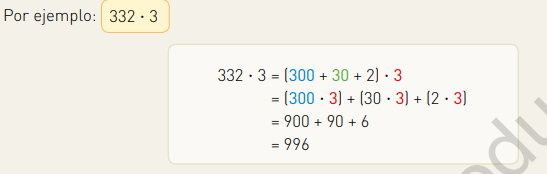 Por ejemplo: 332 · 3
332 · 3 = (300 + 30 + 2) · 3
= (300 · 3) + (30 · 3) + (2 · 3)
= 900 + 90 + 6
= 996